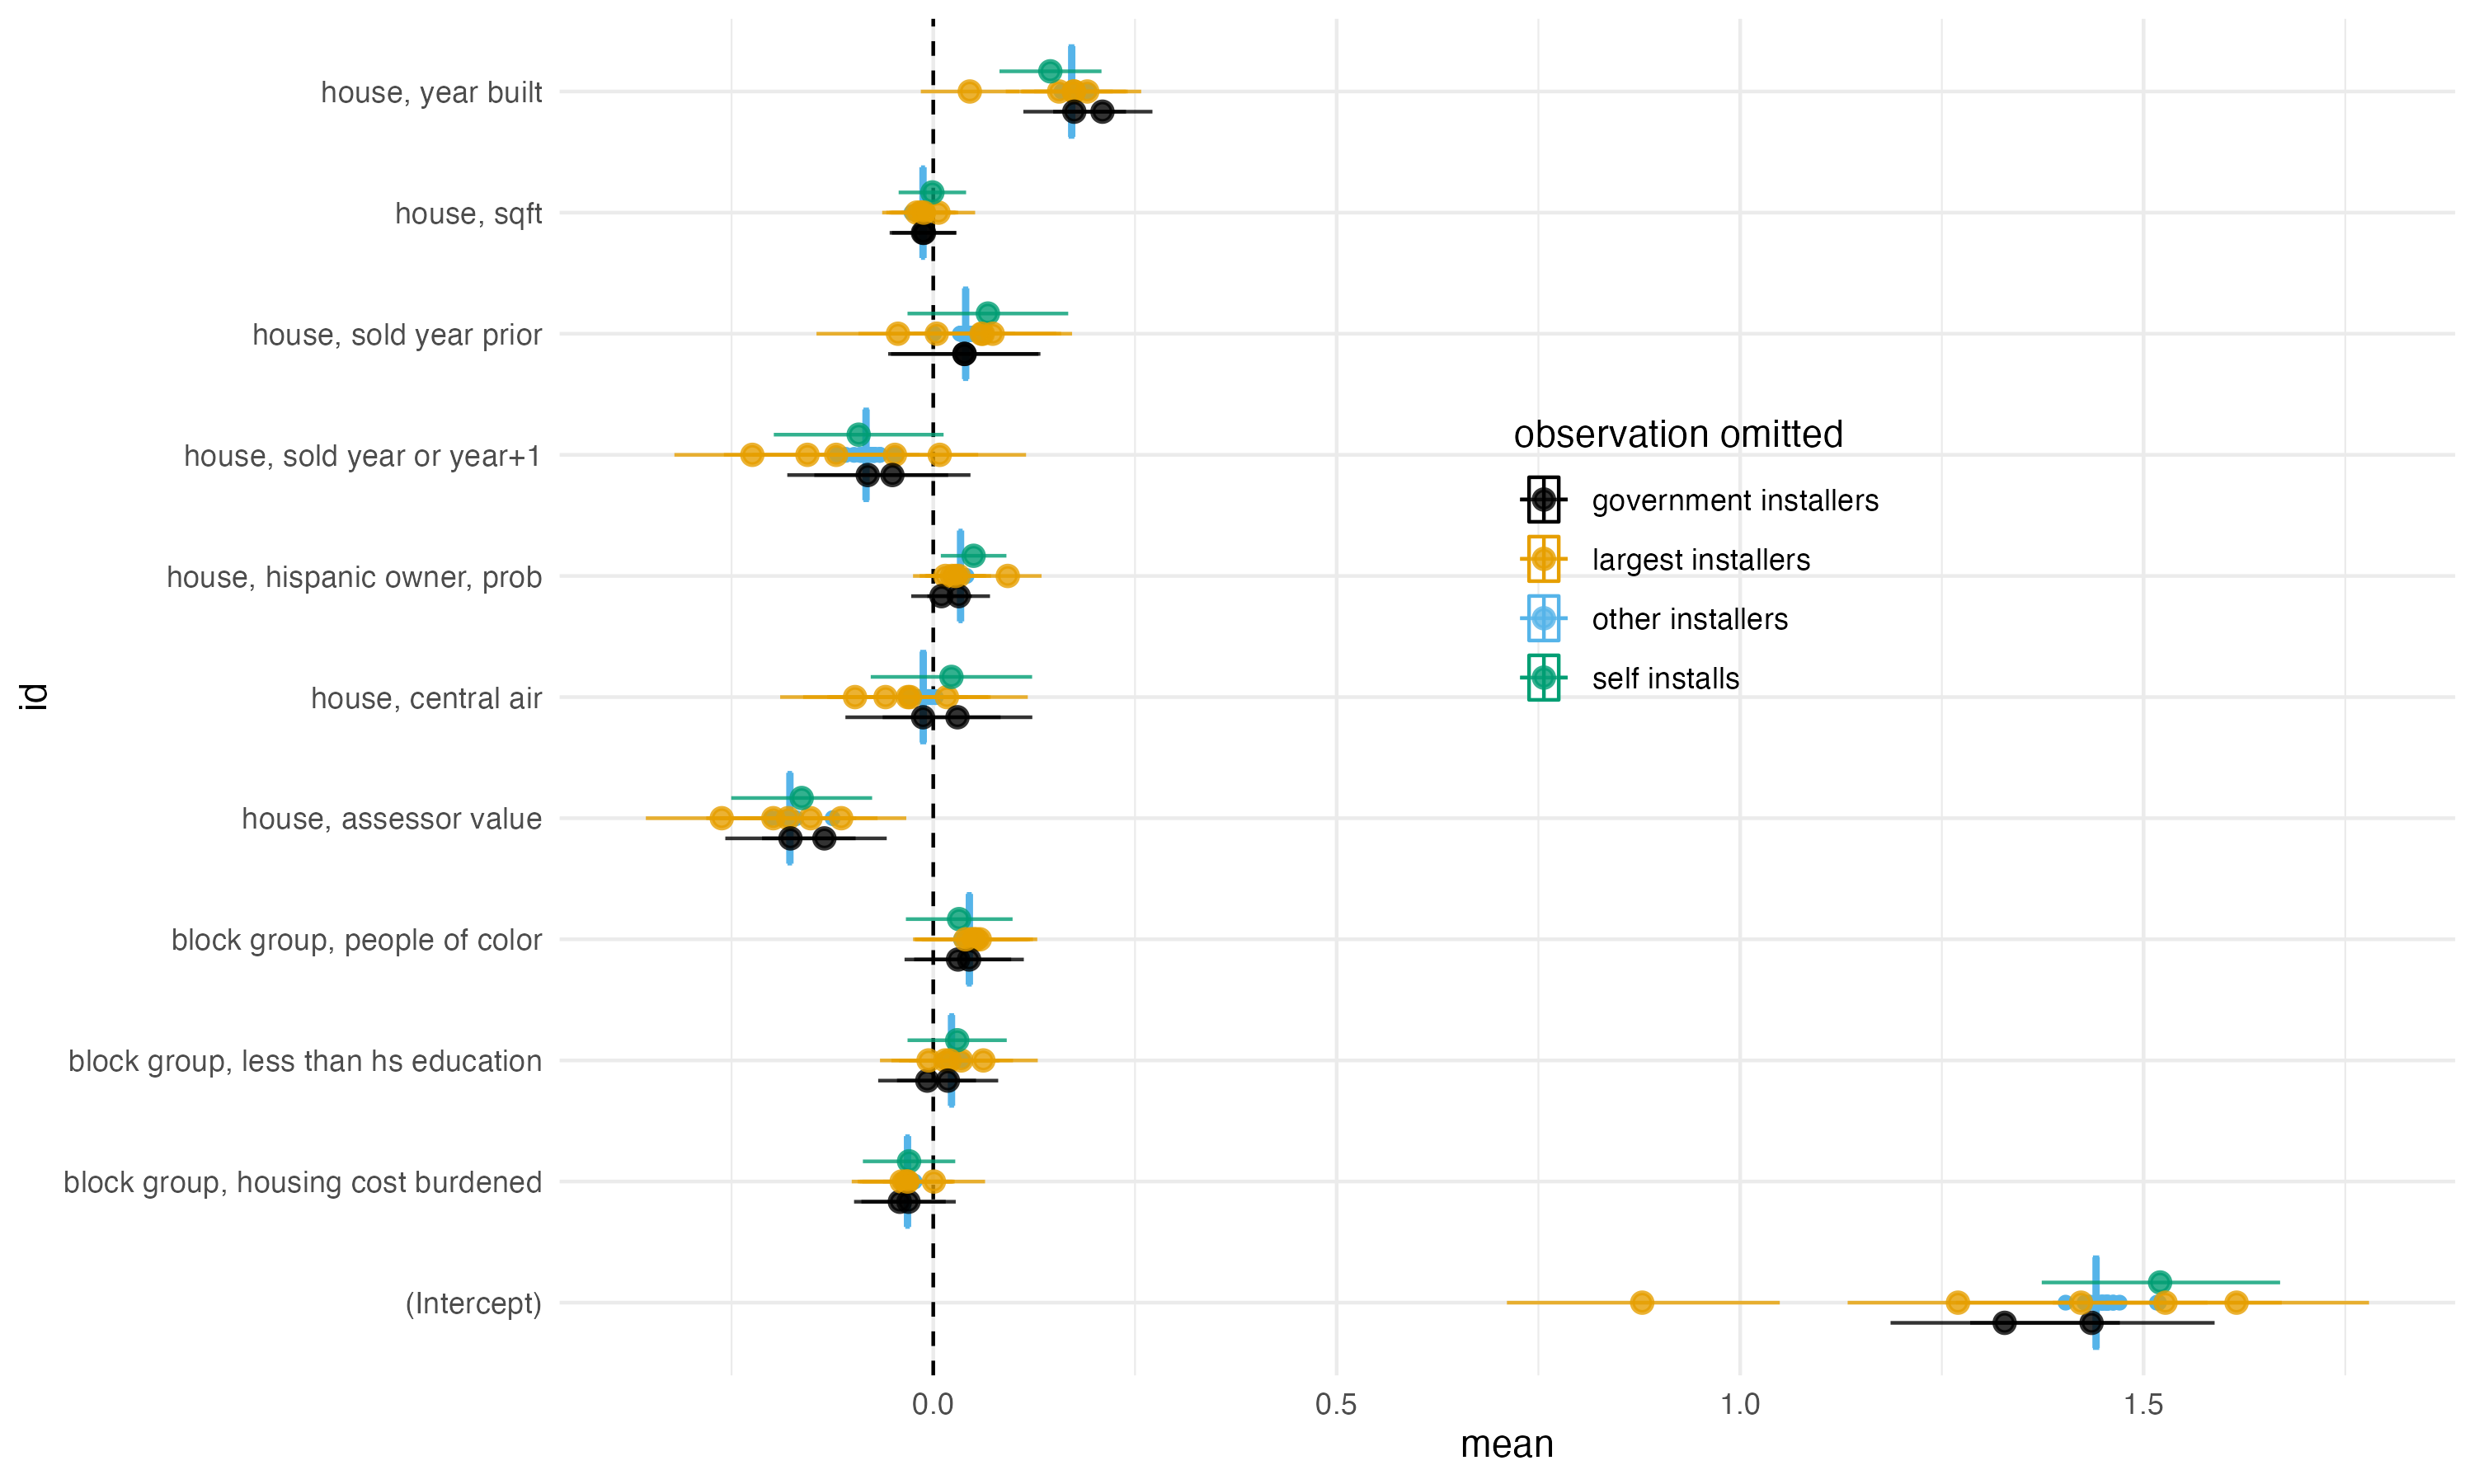 house, year built
house, sqft
house, sold year prior
house, sold year or year+1
house, hispanic owner, prob
house, central air
house, assessor value
block group, people of color
block group, less than hs education
block group, housing cost burdened
(Intercept)
id
0.0
0.5
1.0
1.5
mean
observation omitted
government installers
largest installers
other installers
self installs